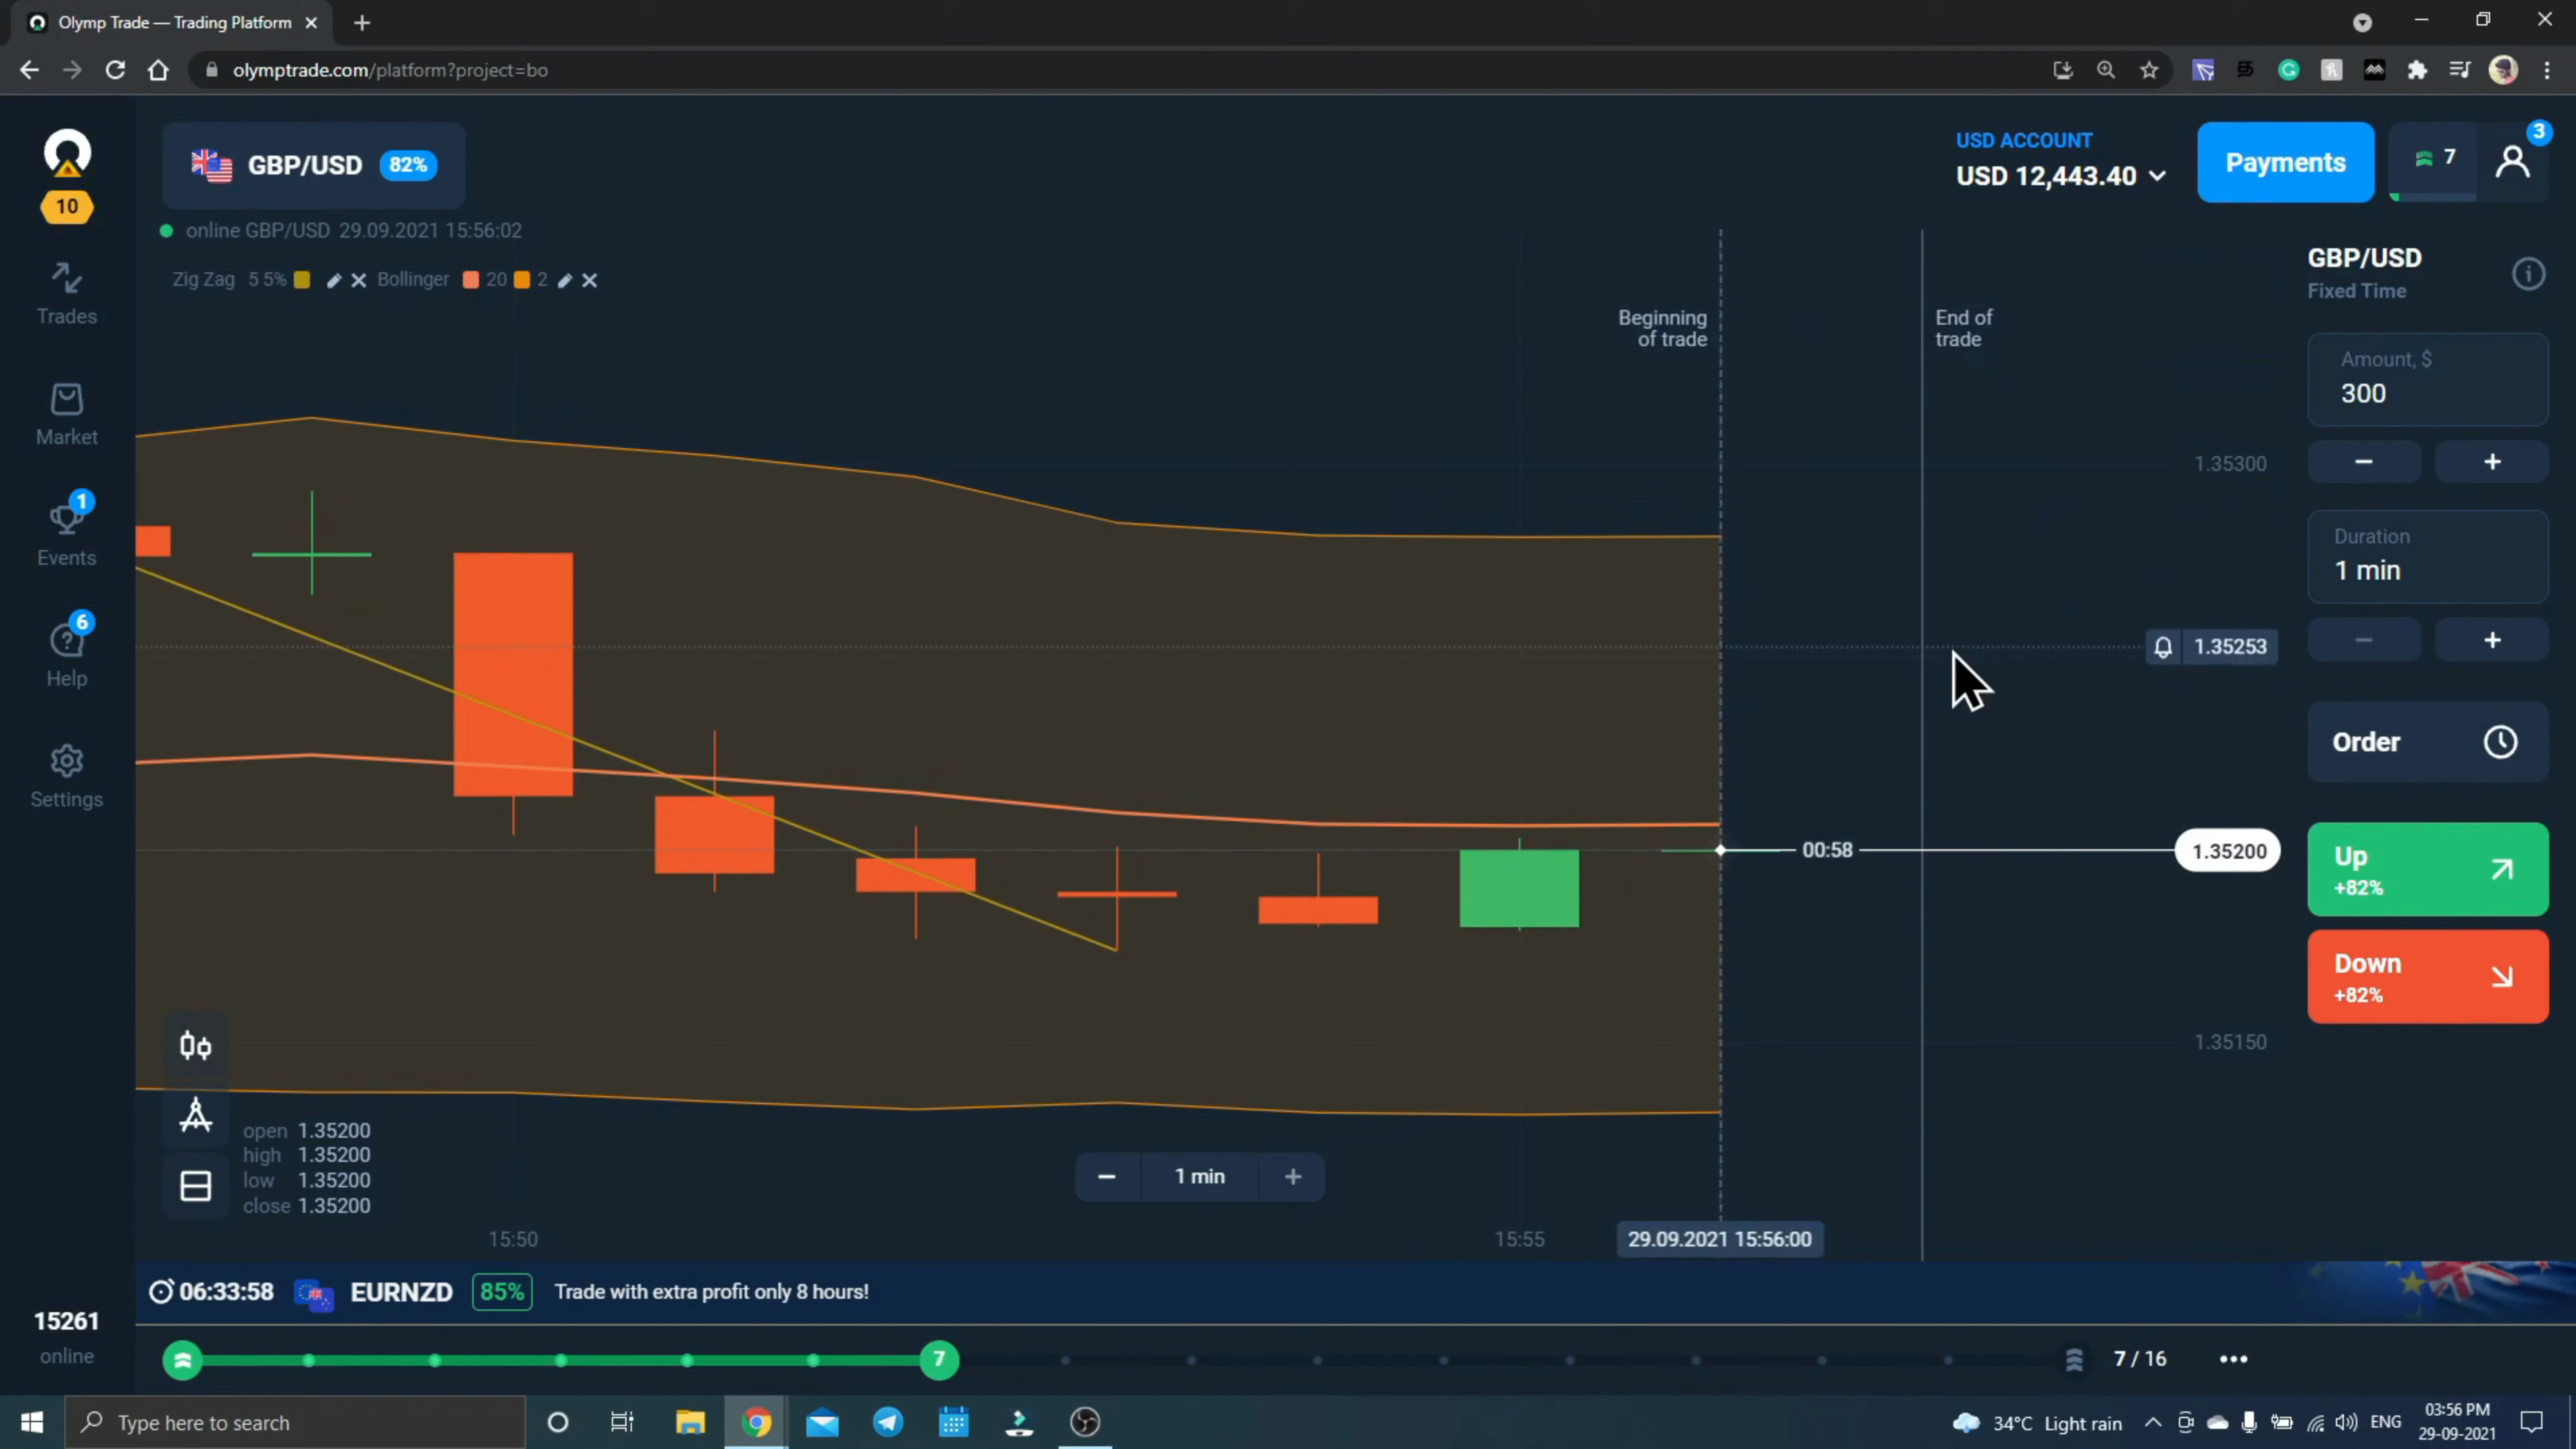 Olymp Trade — Trading Platform
olymptrade.com/platform?project=bo
10
Trades
Market
1
Events
6
Help
Settings
15261
online
GBP/USD 82%
online GBP/USD 29.09.2021 15:56:02
Zig Zag 5 5% Bollinger 20 2
USD ACCOUNT
USD 12,443.40
Payments
7
3
Beginning
of trade
End of
trade
1.35300
1.35253
00:58
1.35200
1.35150
open 1.35200
high 1.35200
low 1.35200
close 1.35200
1 min
15:50
15:55
29.09.2021 15:56:00
GBP/USD
Fixed Time
Amount, $
300
Duration
1 min
Order
Up
+82%
Down
+82%
06:33:58 EURNZD 85% Trade with extra profit only 8 hours!
7
7 / 16
Type here to search
34°C Light rain
ENG
03:56 PM
29-09-2021